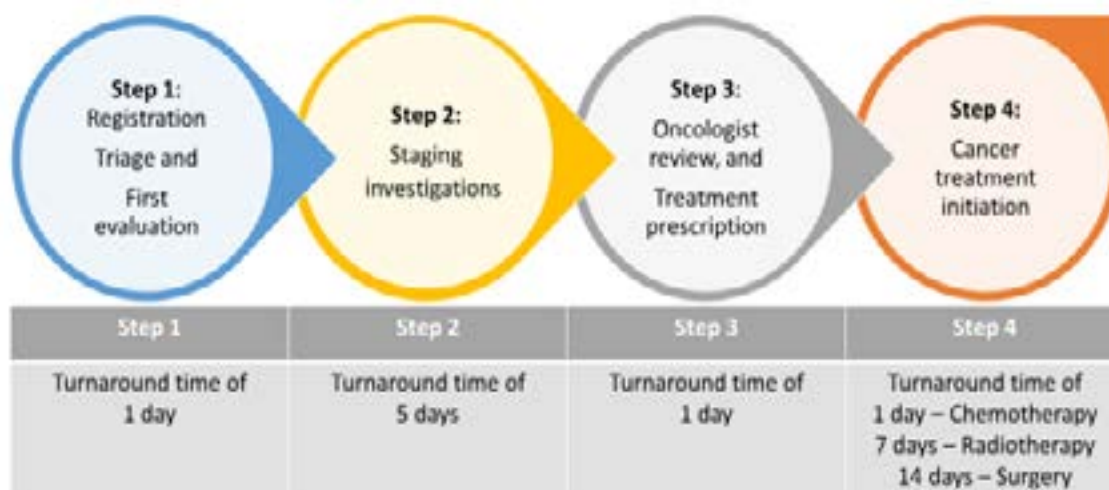 Step 1:
Registration
Triage and
First
evaluation
Step 2:
Staging
investigations
Step 3:
Oncologist
review, and
Treatment
prescription
Step 4:
Cancer
treatment
initiation
Step 1
Step 2
Step 3
Step 4
Turnaround time of
1 day
Turnaround time of
5 days
Turnaround time of
1 day
Turnaround time of
1 day – Chemotherapy
7 days – Radiotherapy
14 days – Surgery